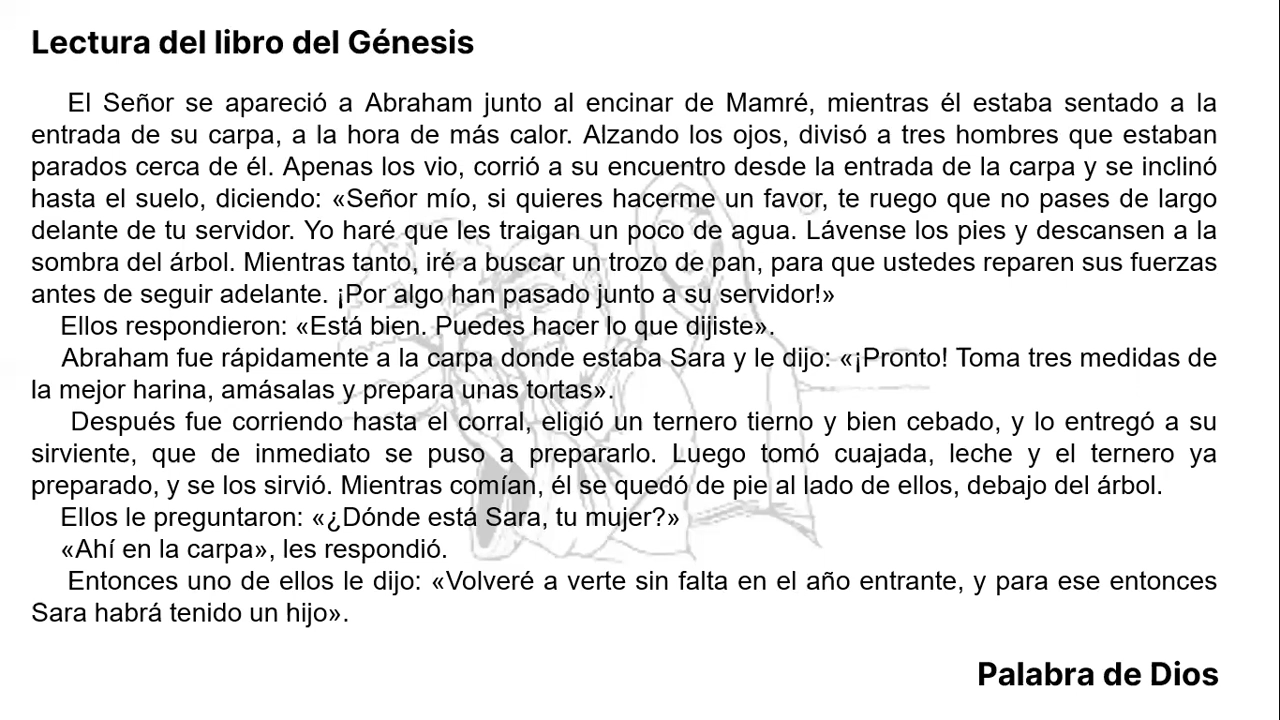 Lectura del libro del Génesis
El Señor se apareció a Abraham junto al encinar de Mamré, mientras él estaba sentado a la
entrada de su carpa, a la hora de más calor. Alzando los ojos, divisó a tres hombres que estaban
parados cerca de él. Apenas los vio, corrió a su encuentro desde la entrada de la carpa y se inclinó
hasta el suelo, diciendo: «Señor mío, si quieres hacerme un favor, te ruego que no pases de largo
delante de tu servidor. Yo haré que les traigan un poco de agua. Lávense los pies y descansen a la
sombra del árbol. Mientras tanto, iré a buscar un trozo de pan, para que ustedes reparen sus fuerzas
antes de seguir adelante. ¡Por algo han pasado junto a su servidor!»
Ellos respondieron: «Está bien. Puedes hacer lo que dijiste».
Abraham fue rápidamente a la carpa donde estaba Sara y le dijo: «¡Pronto! Toma tres medidas de
la mejor harina, amásalas y prepara unas tortas».
Después fue corriendo hasta el corral, eligió un ternero tierno y bien cebado, y lo entregó a su
sirviente, que de inmediato se puso a prepararlo. Luego tomó cuajada, leche y el ternero ya
preparado, y se los sirvió. Mientras comían, él se quedó de pie al lado de ellos, debajo del árbol.
Ellos le preguntaron: «¿Dónde está Sara, tu mujer?»
«Ahí en la carpa», les respondió.
Entonces uno de ellos le dijo: «Volveré a verte sin falta en el año entrante, y para ese entonces
Sara habrá tenido un hijo».
Palabra de Dios